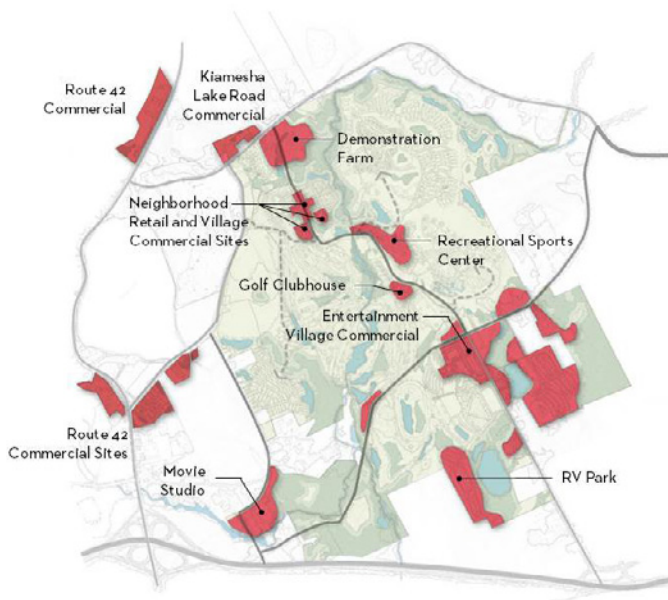 Route 42
Commercial
Kiamesha
Lake Road
Commercial
Demonstration
Farm
Neighborhood
Retail and Village
Commercial Sites
Recreational Sports
Center
Golf Clubhouse
Entertainment
Village Commercial
Route 42
Commercial Sites
Movie
Studio
RV Park